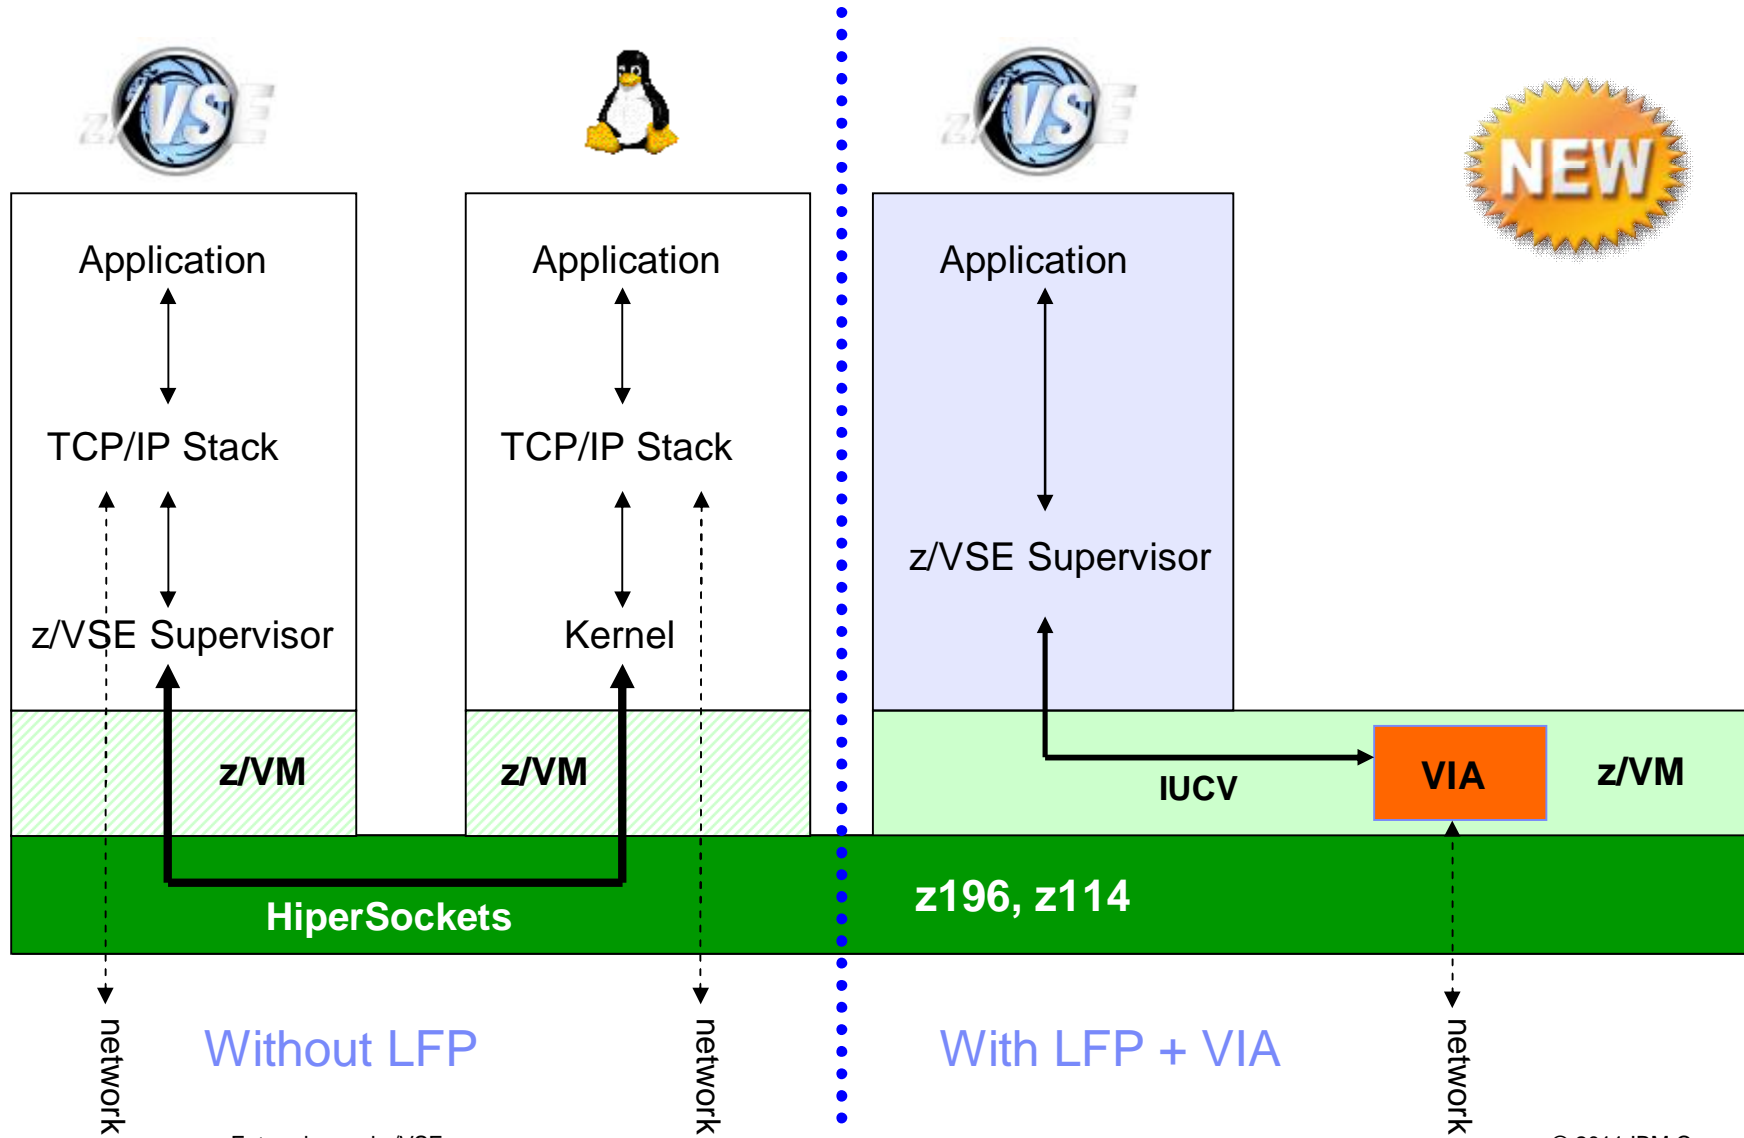 z/VSE
z/VSE
NEW
Application
Application
Application
TCP/IP Stack
TCP/IP Stack
z/VSE Supervisor
z/VSE Supervisor
Kernel
z/VM
z/VM
IUCV
VIA
z/VM
HiperSockets
z196, z114
network
Without LFP
network
With LFP + VIA
network